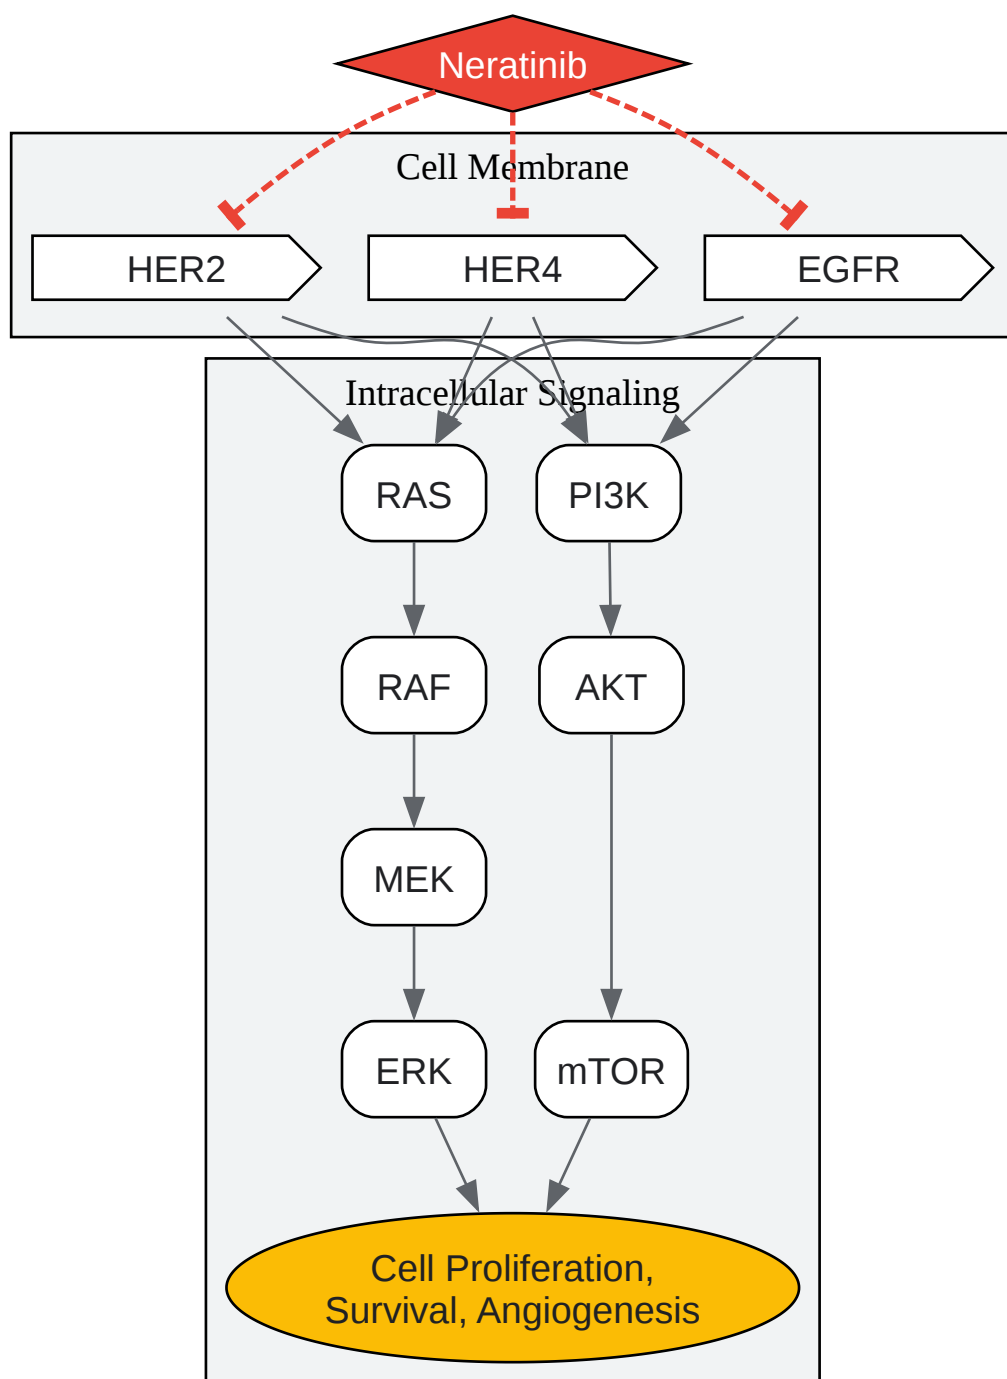 Neratinib
Cell Membrane
HER2
HER4
EGFR
Intracellular Signaling
RAS
PI3K
RAF
AKT
MEK
ERK
mTOR
Cell Proliferation,
Survival, Angiogenesis